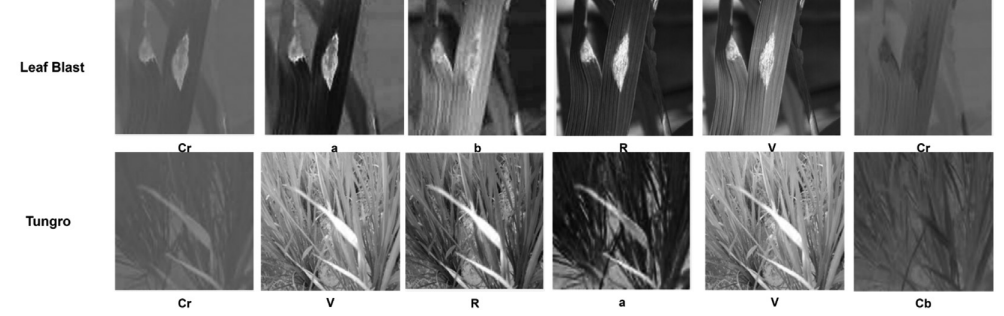 Leaf Blast
Cr a b R V Cr
Tungro
Cr V R a V Cb